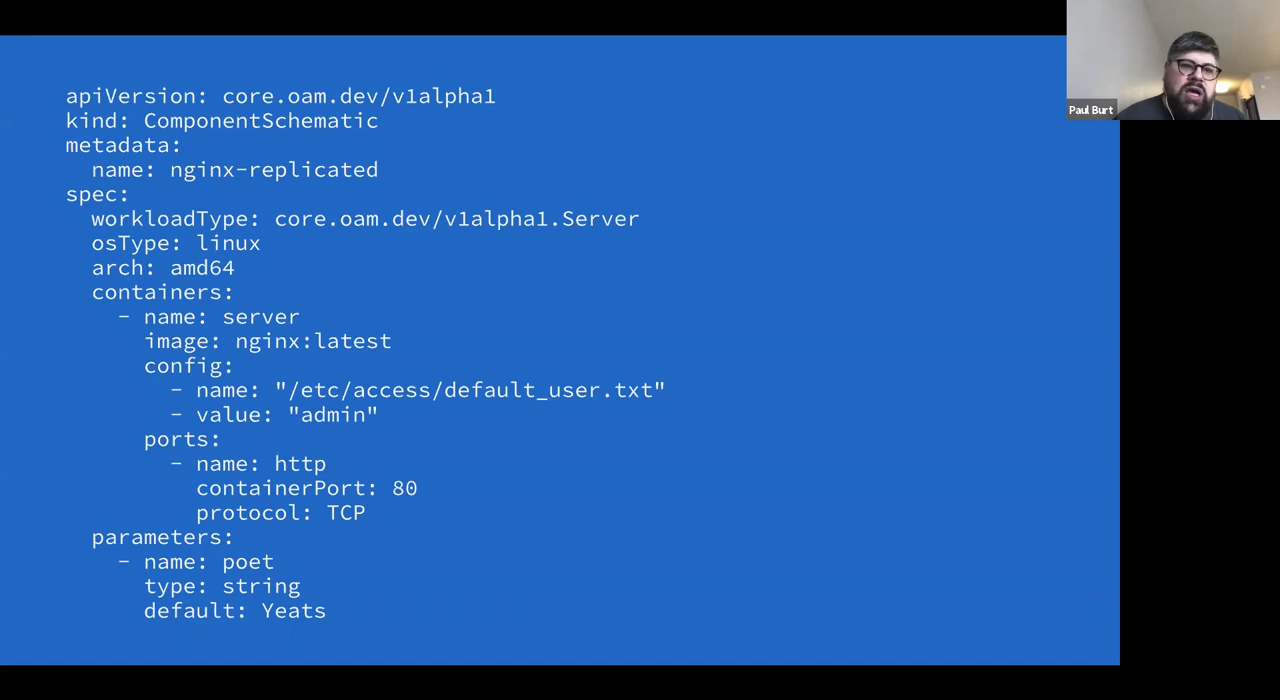 apiVersion: core.oam.dev/v1alpha1
kind: ComponentSchematic
metadata:
  name: nginx-replicated
spec:
  workloadType: core.oam.dev/v1alpha1.Server
  osType: linux
  arch: amd64
  containers:
    - name: server
      image: nginx:latest
      config:
        - name: "/etc/access/default_user.txt"
        - value: "admin"
      ports:
        - name: http
          containerPort: 80
          protocol: TCP
  parameters:
    - name: poet
      type: string
      default: Yeats
Paul Burt